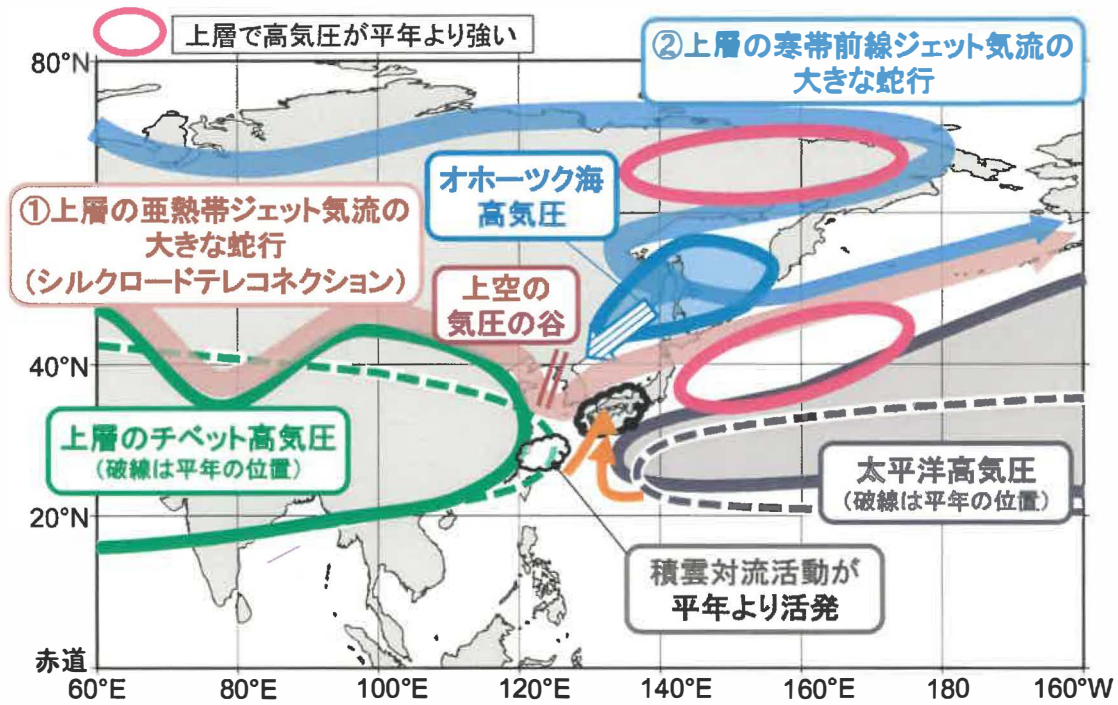 上層で高気圧が平年より強い
②上層の寒帯前線ジェット気流の
大きな蛇行
80°N
オホーツク海
高気圧
①上層の亜熱帯ジェット気流の
大きな蛇行
(シルクロードテレコネクション)
上空の
気圧の谷
40°N
上層のチベット高気圧
(破線は平年の位置)
太平洋高気圧
(破線は平年の位置)
20°N
積雲対流活動が
平年より活発
赤道
60°E 80°E 100°E 120°E 140°E 160°E 180 160°W